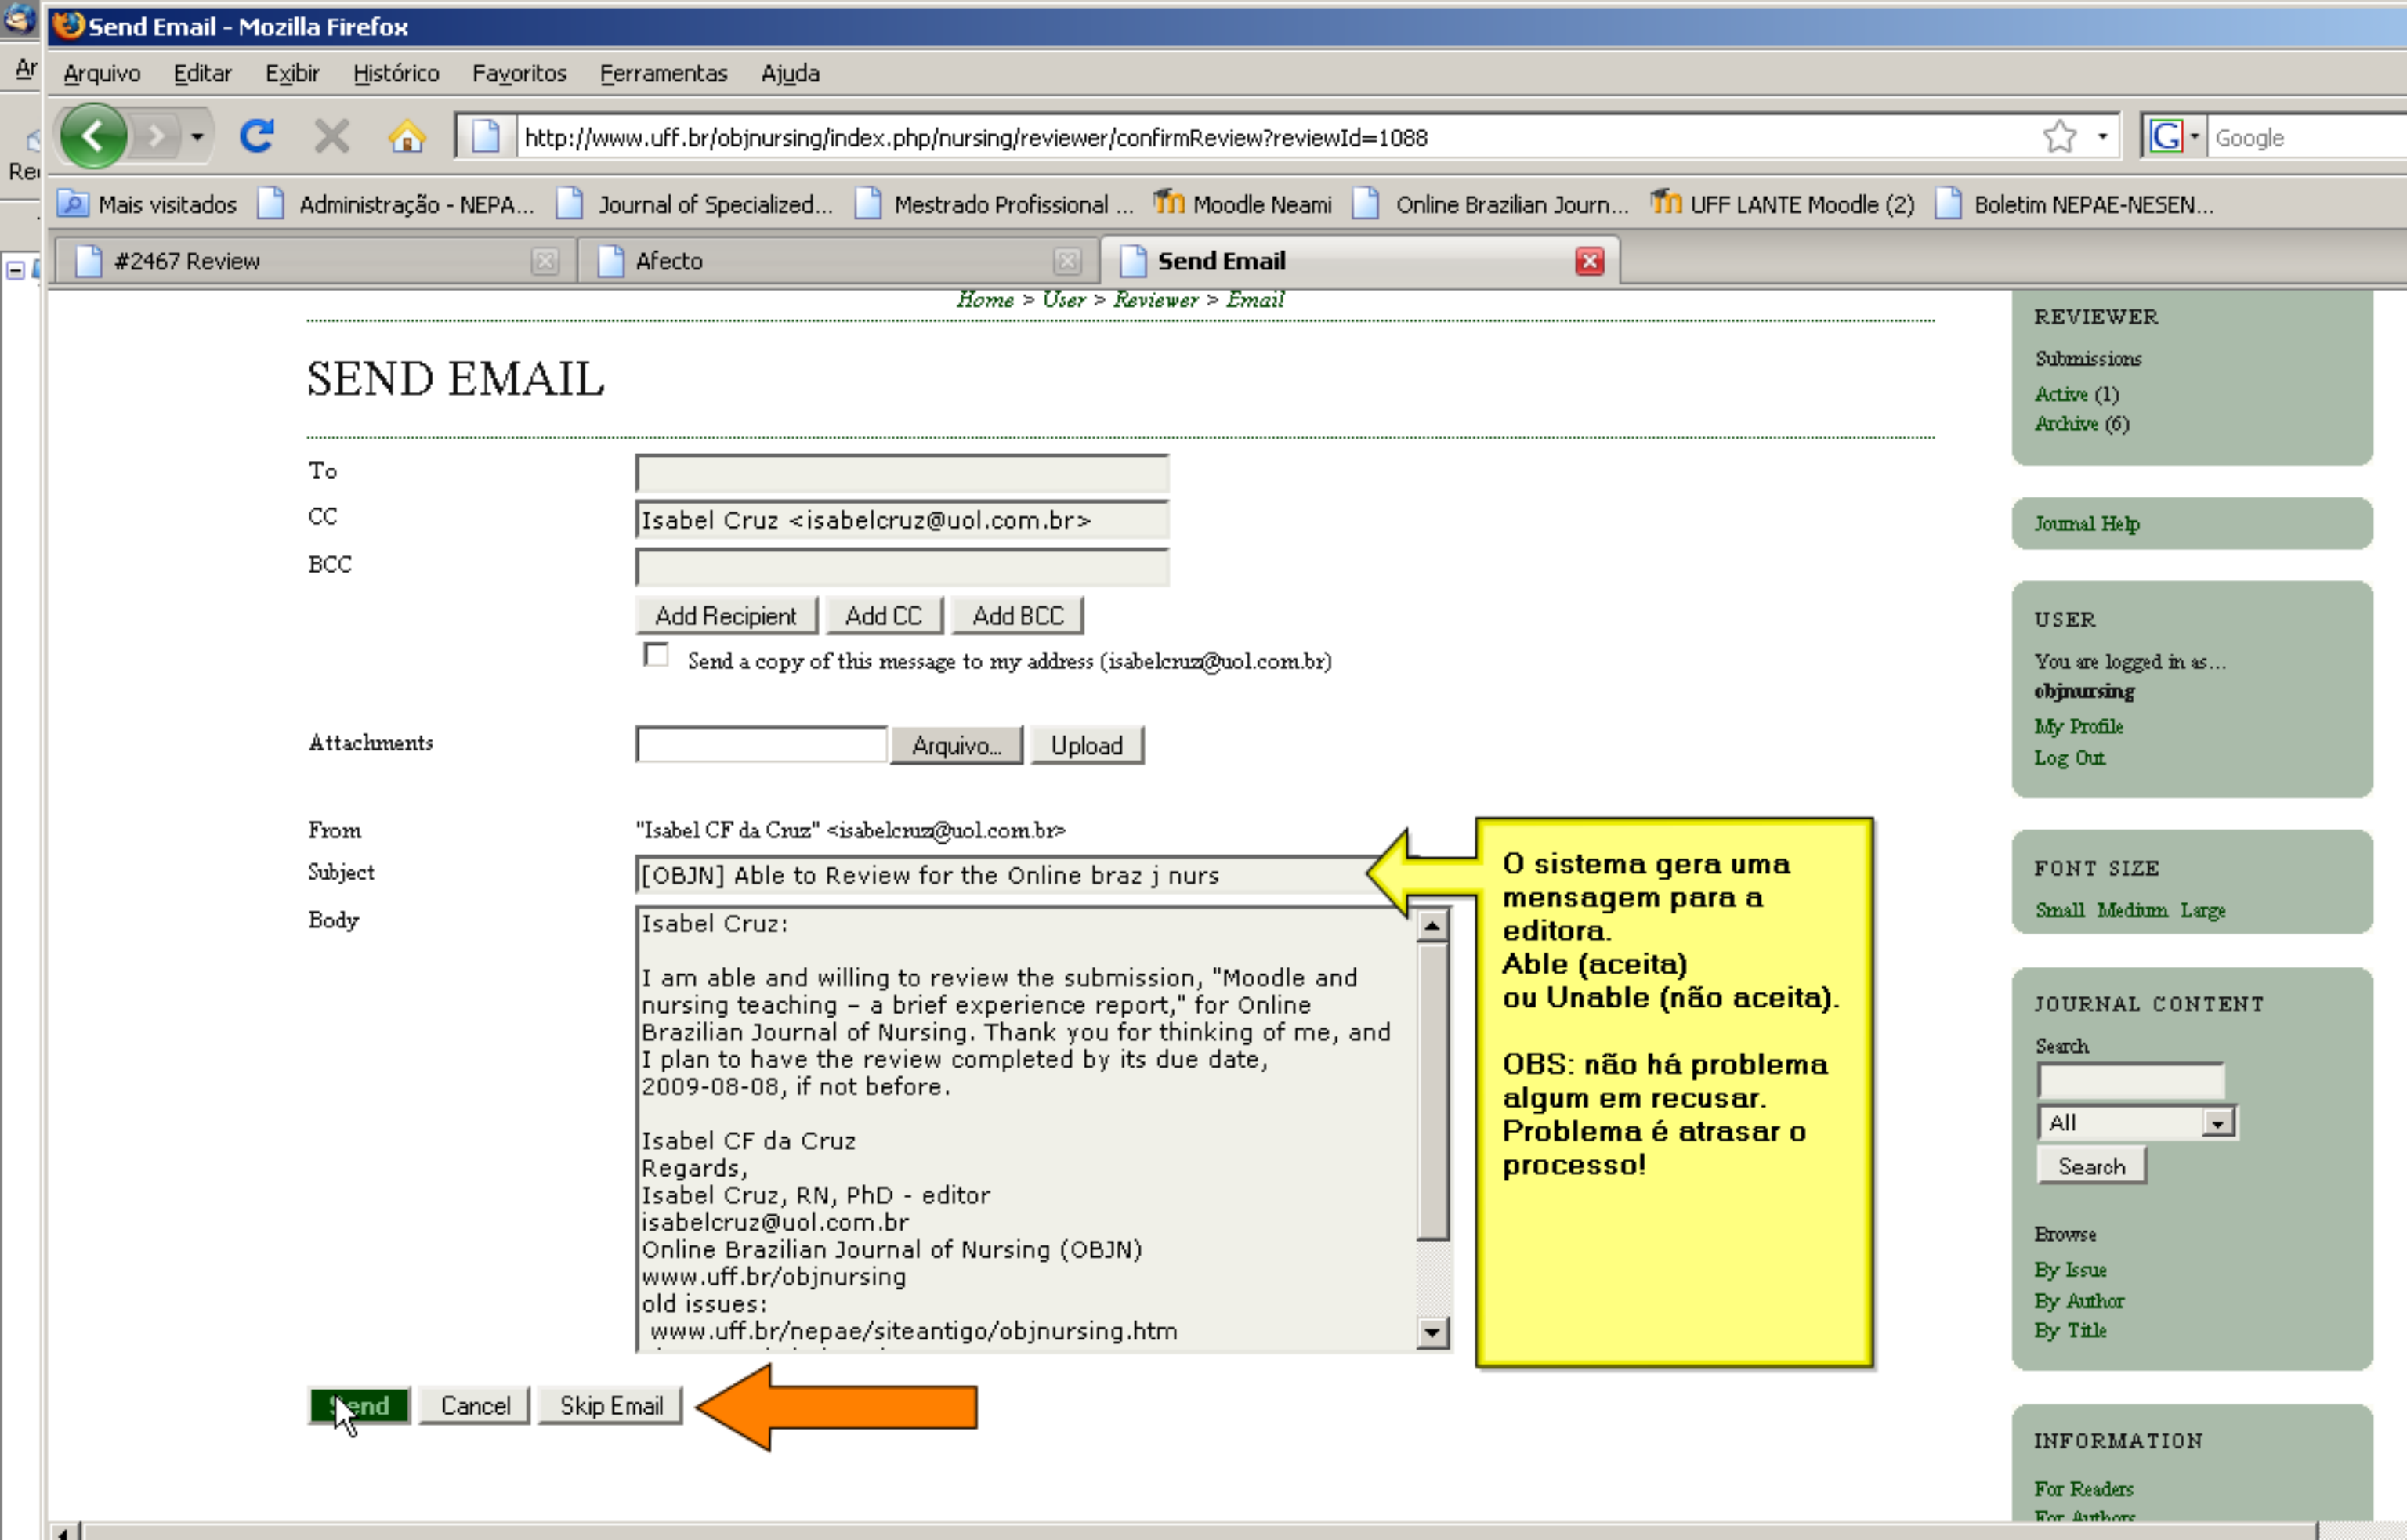 Send Email - Mozilla Firefox
Ar
Arquivo Editar Exibir Histórico Favoritos Ferramentas Ajuda
http://www.uff.br/objnursing/index.php/nursing/reviewer/confirmReview?reviewId=1088
G Google
Re
Mais visitados Administração - NEPA... Journal of Specialized... Mestrado Profissional ... Moodle Neami Online Brazilian Journ... UFF LANTE Moodle (2) Boletim NEPAE-NESEN...
#2467 Review Afecto Send Email
Home > User > Reviewer > Email
SEND EMAIL
To
CC Isabel Cruz <isabelcruz@uol.com.br>
BCC
Add Recipient Add CC Add BCC
Send a copy of this message to my address (isabelcruz@uol.com.br)
Attachments Arquivo... Upload
From "Isabel CF da Cruz" <isabelcruz@uol.com.br>
Subject [OBJN] Able to Review for the Online braz j nurs
Body
Isabel Cruz:
I am able and willing to review the submission, "Moodle and
nursing teaching – a brief experience report," for Online
Brazilian Journal of Nursing. Thank you for thinking of me, and
I plan to have the review completed by its due date,
2009-08-08, if not before.
Isabel CF da Cruz
Regards,
Isabel Cruz, RN, PhD - editor
isabelcruz@uol.com.br
Online Brazilian Journal of Nursing (OBJN)
www.uff.br/objnursing
old issues:
www.uff.br/nepae/siteantigo/objnursing.htm
Send Cancel Skip Email
O sistema gera uma
mensagem para a
editora.
Able (aceita)
ou Unable (não aceita).
OBS: não há problema
algum em recusar.
Problema é atrasar o
processo!
REVIEWER
Submissions
Active (1)
Archive (6)
Journal Help
USER
You are logged in as...
objnursing
My Profile
Log Out
FONT SIZE
Small Medium Large
JOURNAL CONTENT
Search
All
Search
Browse
By Issue
By Author
By Title
INFORMATION
For Readers
For Authors